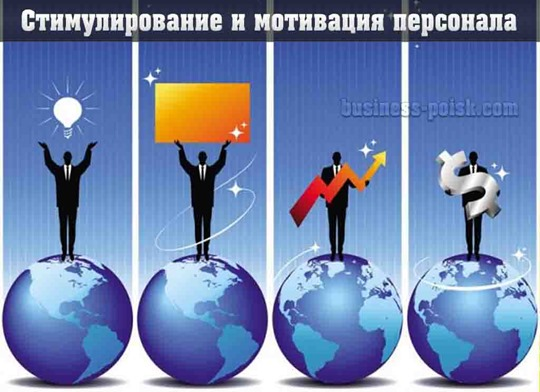 Стимулирование и мотивация персонала
business-poisk.com